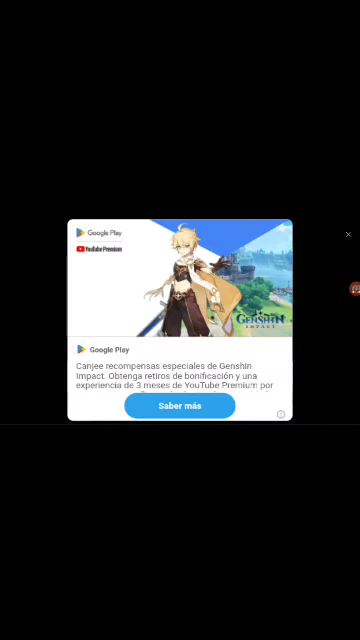 Google Play
YouTube Premium
GENSHIN
IMPACT
Google Play
Canjee recompensas especiales de Genshin
Impact. Obtenga retiros de bonificación y una
experiencia de 3 meses de YouTube Premium por
Saber más